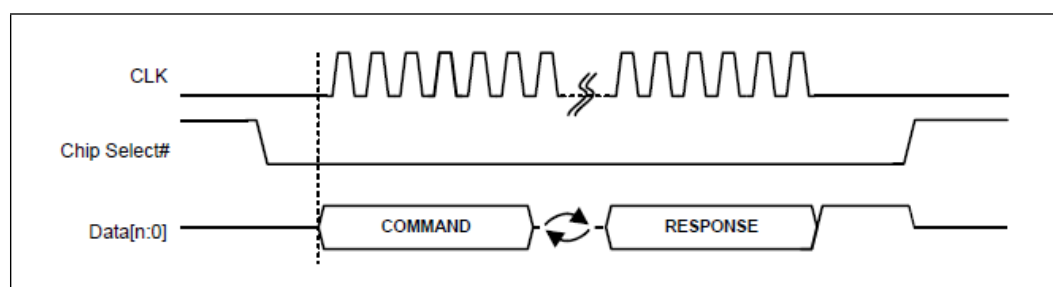 CLK
Chip Select#
Data[n:0]
COMMAND
RESPONSE